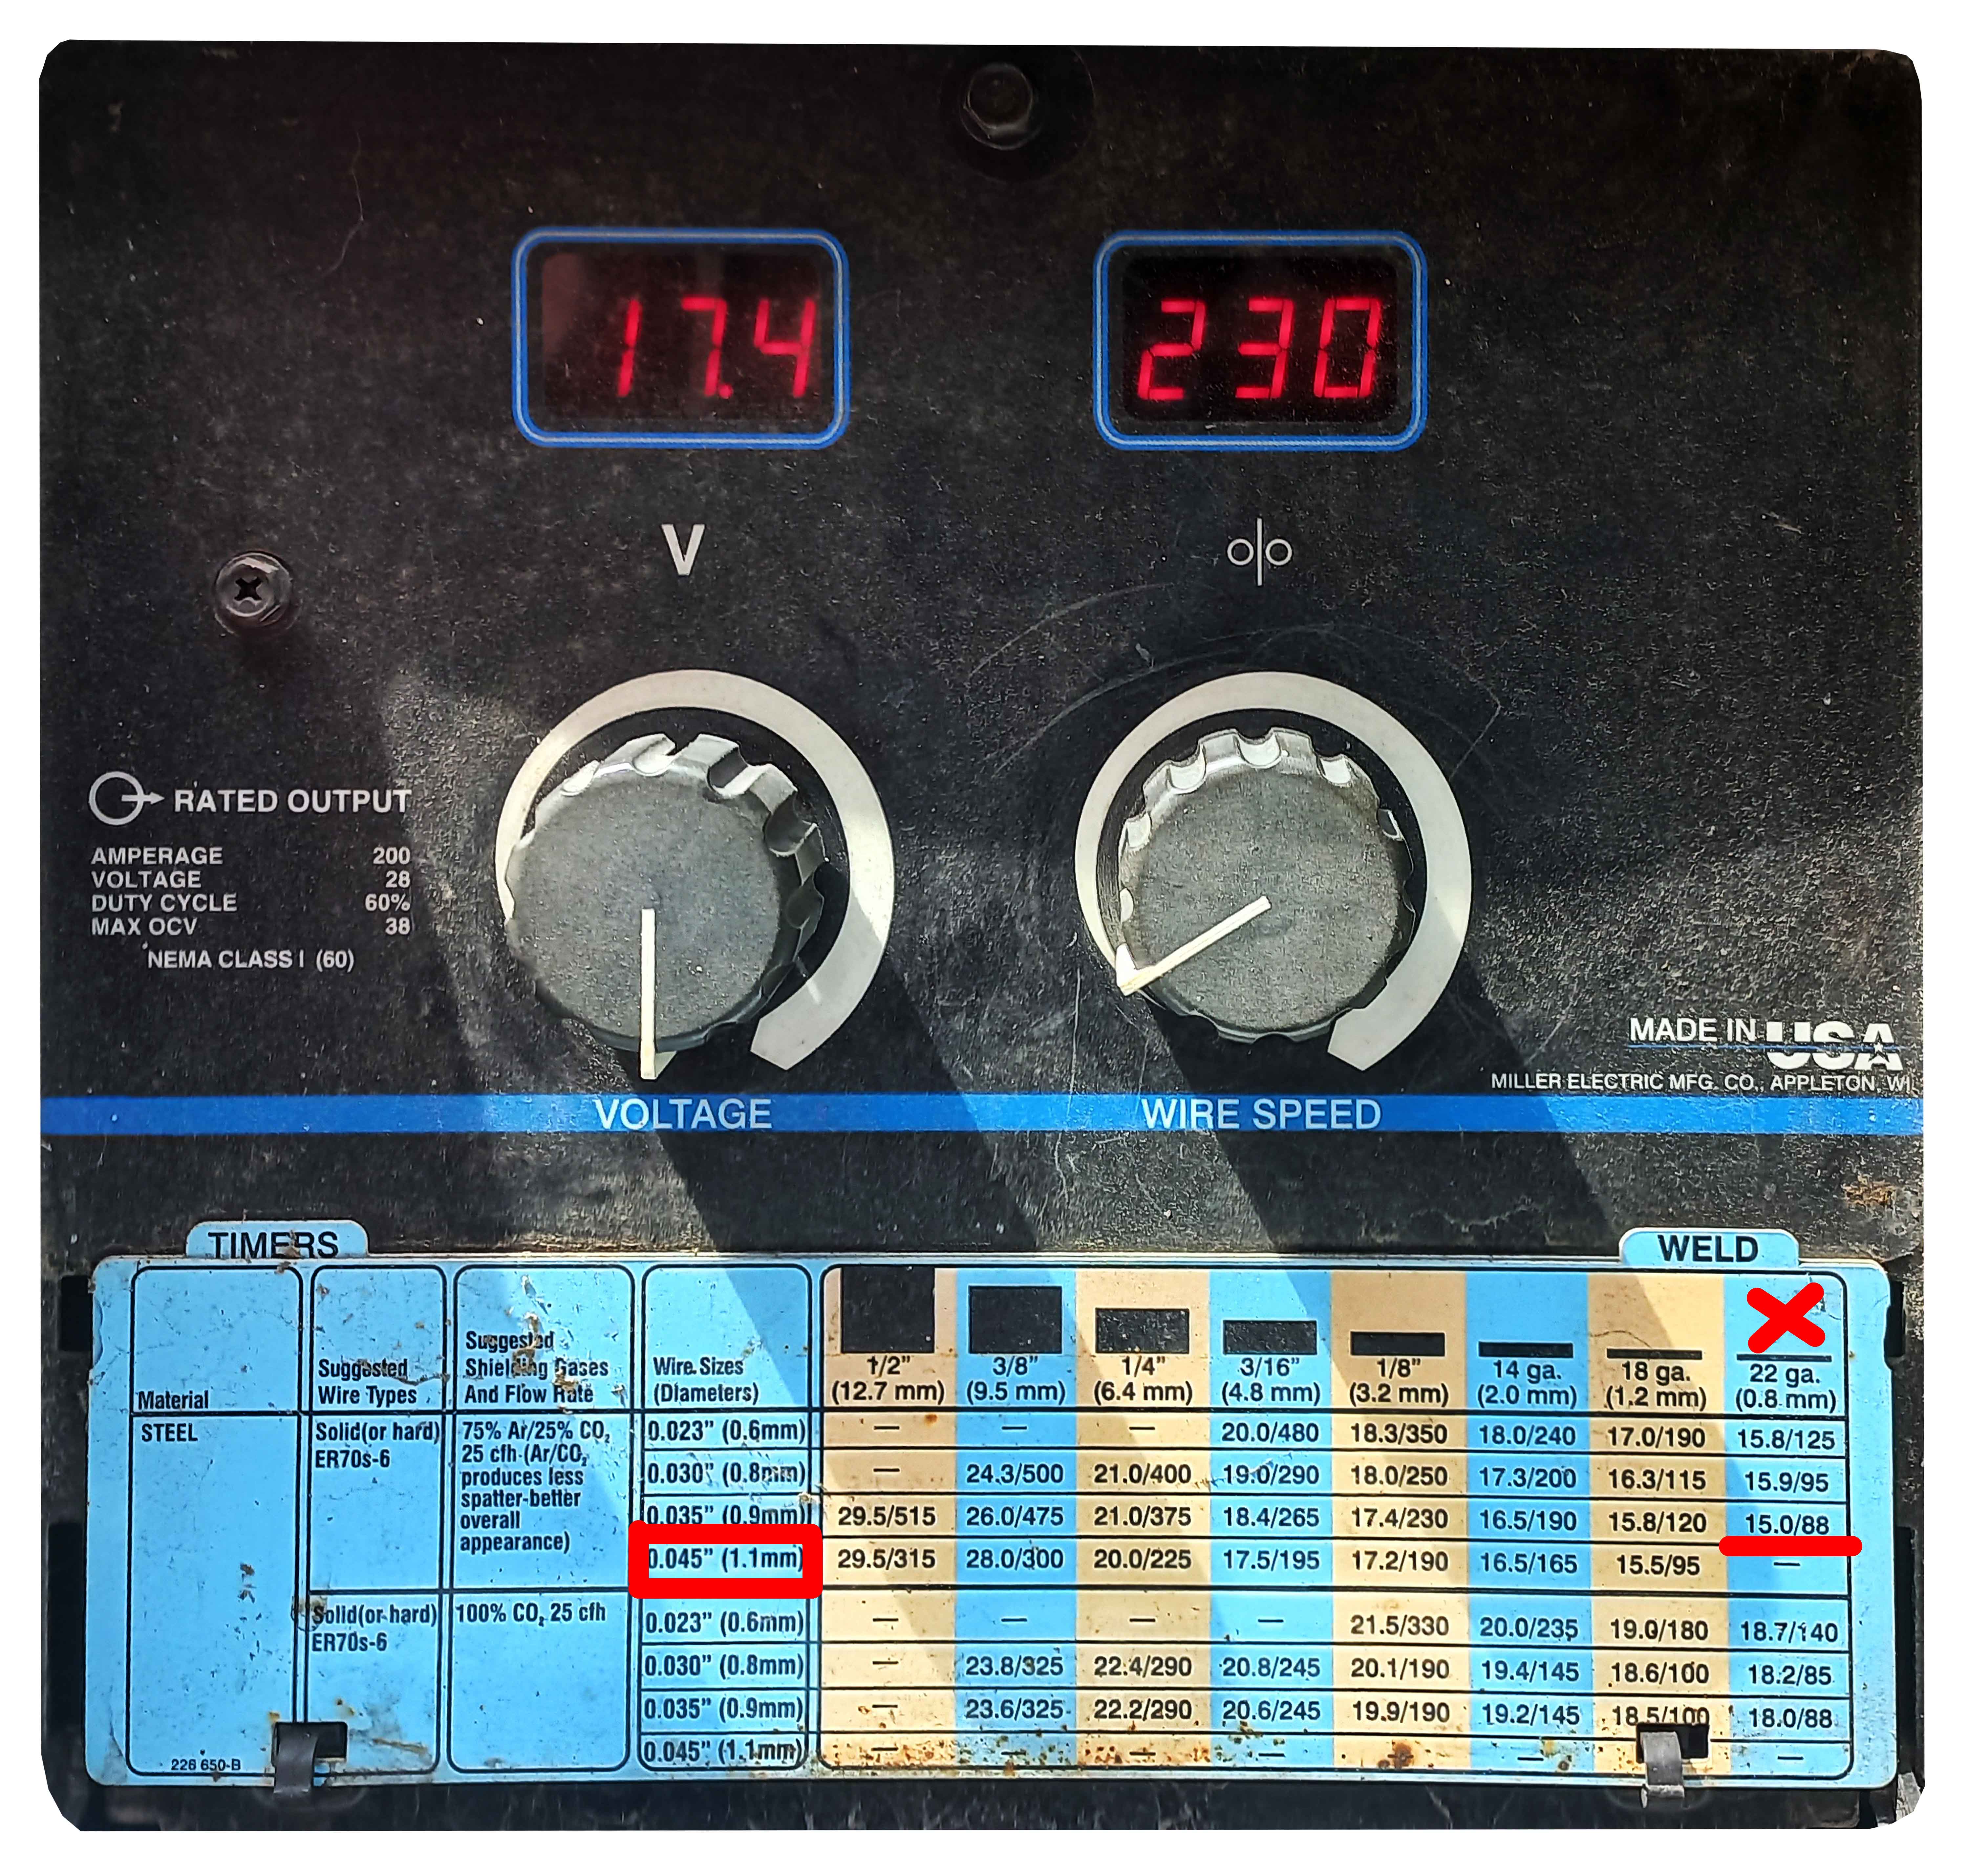 17.4 230
V
RATED OUTPUT
AMPERAGE 200
VOLTAGE 28
DUTY CYCLE 60%
MAX OCV 38
NEMA CLASS I (60)
MADE IN USA
MILLER ELECTRIC MFG. CO., APPLETON, WI.
VOLTAGE WIRE SPEED
TIMERS WELD
Material
Suggested
Wire Types
Suggested
Shielding Gases
And Flow Rate
Wire Sizes
(Diameters)
1/2" 3/8" 1/4" 3/16" 1/8" 14 ga. 18 ga. 22 ga.
(12.7 mm) (9.5 mm) (6.4 mm) (4.8 mm) (3.2 mm) (2.0 mm) (1.2 mm) (0.8 mm)
STEEL
Solid(or hard)
ER70s-6
75% Ar/25% CO2
25 cfh (Ar/CO2
produces less
spatter-better
overall
appearance)
0.023" (0.6mm) — — — 20.0/480 18.3/350 18.0/240 17.0/190 15.8/125
0.030" (0.8mm) — 24.3/500 21.0/400 19.0/290 18.0/250 17.3/200 16.3/115 15.9/95
0.035" (0.9mm) 29.5/515 26.0/475 21.0/375 18.4/265 17.4/230 16.5/190 15.8/120 15.0/88
0.045" (1.1mm) 29.5/315 28.0/300 20.0/225 17.5/195 17.2/190 16.5/165 15.5/95 —
Solid(or hard)
ER70s-6
100% CO2 25 cfh
0.023" (0.6mm) — — — — 21.5/330 20.0/235 19.0/180 18.7/140
0.030" (0.8mm) — 23.8/325 22.4/290 20.8/245 20.1/190 19.4/145 18.6/100 18.2/85
0.035" (0.9mm) — 23.6/325 22.2/290 20.6/245 19.9/190 19.2/145 18.5/100 18.0/88
0.045" (1.1mm) — — — — — — —
226 650-B